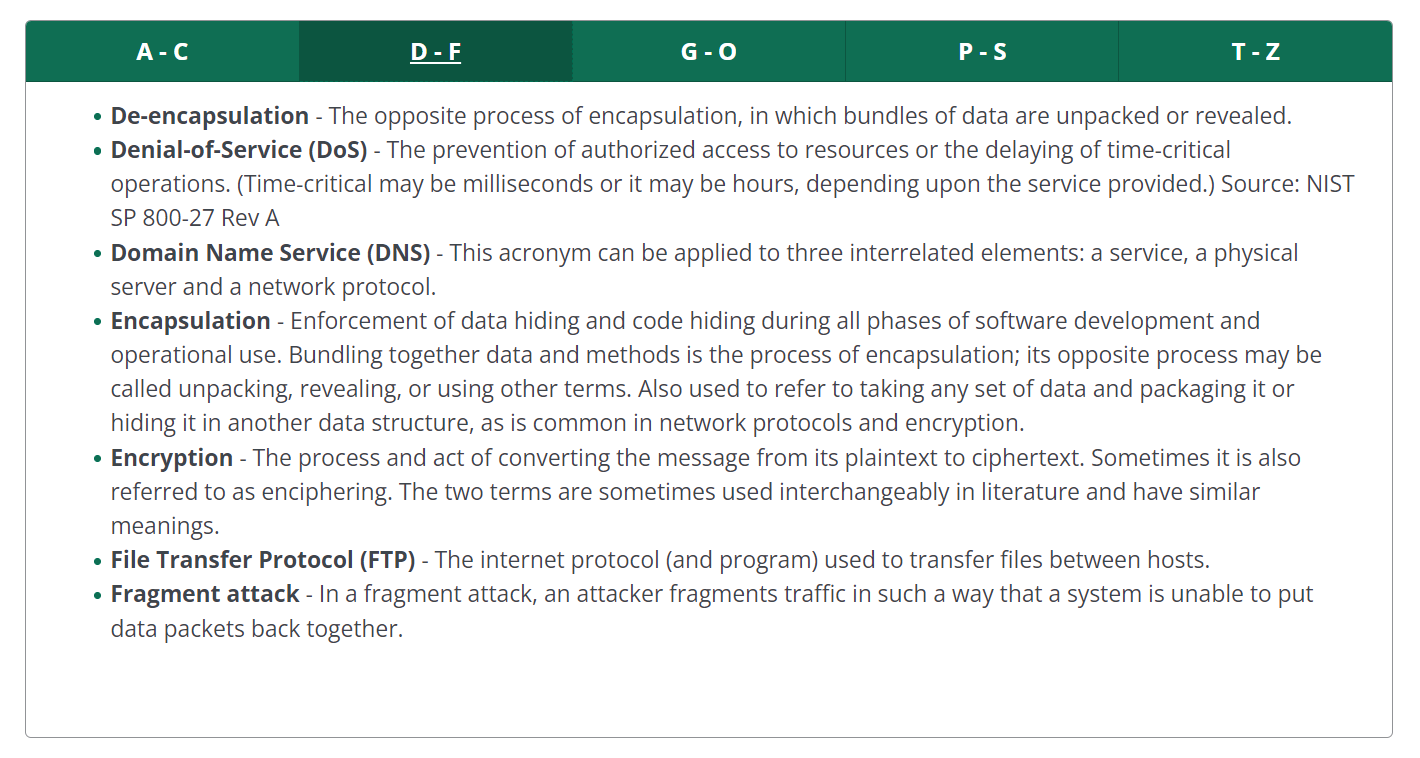 A - C
D - F
G - O
P - S
T - Z
• De-encapsulation - The opposite process of encapsulation, in which bundles of data are unpacked or revealed.
• Denial-of-Service (DoS) - The prevention of authorized access to resources or the delaying of time-critical
operations. (Time-critical may be milliseconds or it may be hours, depending upon the service provided.) Source: NIST
SP 800-27 Rev A
• Domain Name Service (DNS) - This acronym can be applied to three interrelated elements: a service, a physical
server and a network protocol.
• Encapsulation - Enforcement of data hiding and code hiding during all phases of software development and
operational use. Bundling together data and methods is the process of encapsulation; its opposite process may be
called unpacking, revealing, or using other terms. Also used to refer to taking any set of data and packaging it or
hiding it in another data structure, as is common in network protocols and encryption.
• Encryption - The process and act of converting the message from its plaintext to ciphertext. Sometimes it is also
referred to as enciphering. The two terms are sometimes used interchangeably in literature and have similar
meanings.
• File Transfer Protocol (FTP) - The internet protocol (and program) used to transfer files between hosts.
• Fragment attack - In a fragment attack, an attacker fragments traffic in such a way that a system is unable to put
data packets back together.